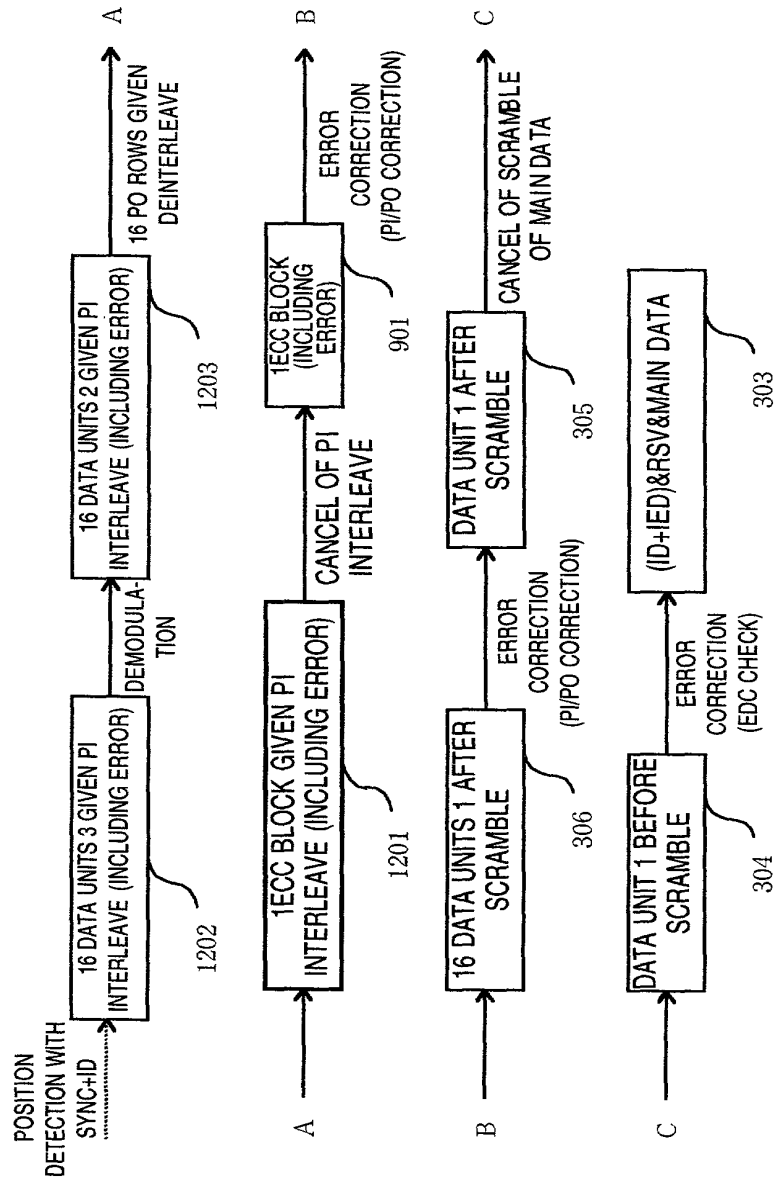 POSITION
DETECTION WITH
SYNC+ID
16 DATA UNITS 3 GIVEN PI
INTERLEAVE (INCLUDING ERROR)
1202
DEMODULA-
TION
16 DATA UNITS 2 GIVEN PI
INTERLEAVE (INCLUDING ERROR)
1203
16 PO ROWS GIVEN
DEINTERLEAVE
A
A
1ECC BLOCK GIVEN PI
INTERLEAVE (INCLUDING ERROR)
1201
CANCEL OF PI
INTERLEAVE
1ECC BLOCK
(INCLUDING
ERROR)
901
ERROR
CORRECTION
(PI/PO CORRECTION)
B
B
16 DATA UNITS 1 AFTER
SCRAMBLE
306
ERROR
CORRECTION
(PI/PO CORRECTION)
DATA UNIT 1 AFTER
SCRAMBLE
305
CANCEL OF SCRAMBLE
OF MAIN DATA
C
C
DATA UNIT 1 BEFORE
SCRAMBLE
304
ERROR
CORRECTION
(EDC CHECK)
(ID+IED)&RSV&MAIN DATA
303